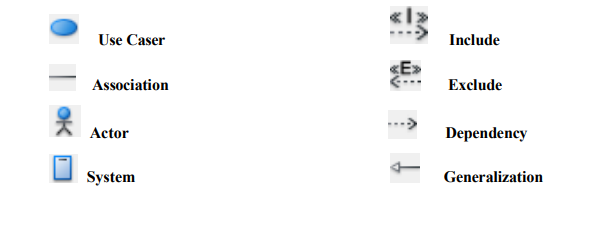 Use Caser
«I»
Include
Association
«E»
Exclude
Actor
Dependency
System
Generalization